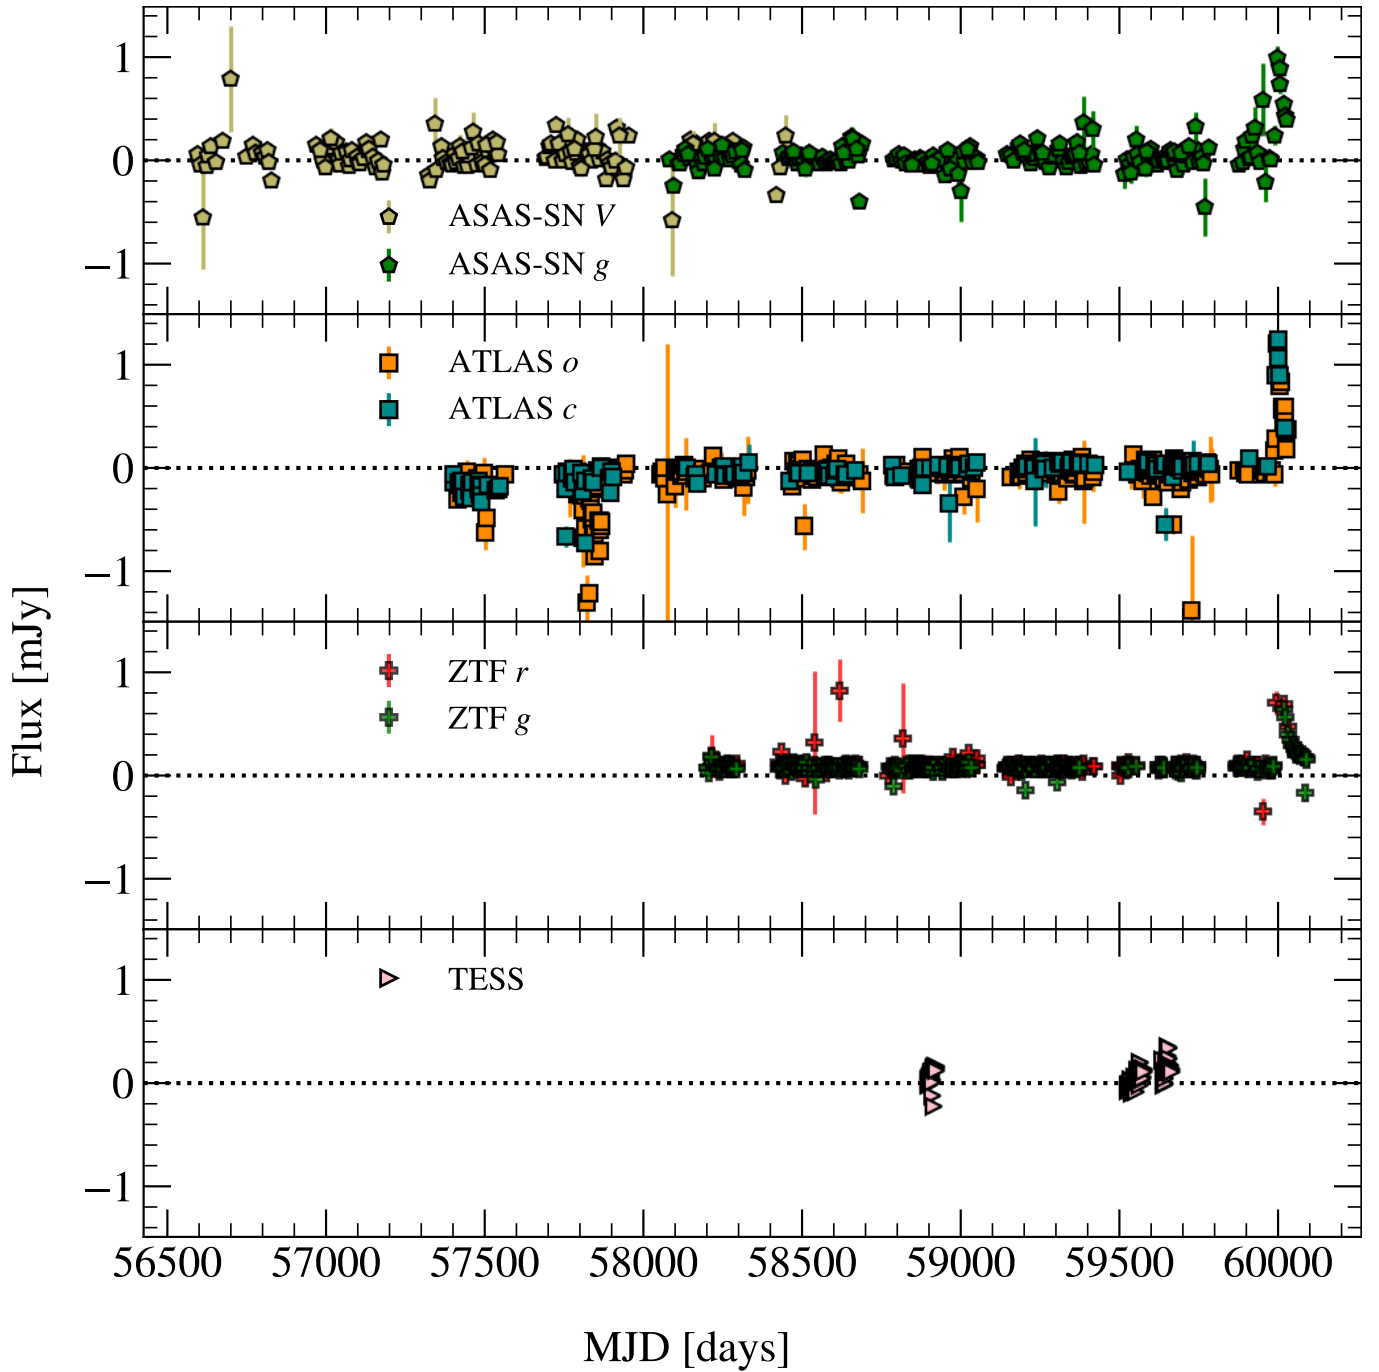 1
0
−1
ASAS-SN V
ASAS-SN g
1
0
−1
ATLAS o
ATLAS c
1
0
−1
ZTF r
ZTF g
1
0
−1
TESS
56500 57000 57500 58000 58500 59000 59500 60000
MJD [days]
Flux [mJy]